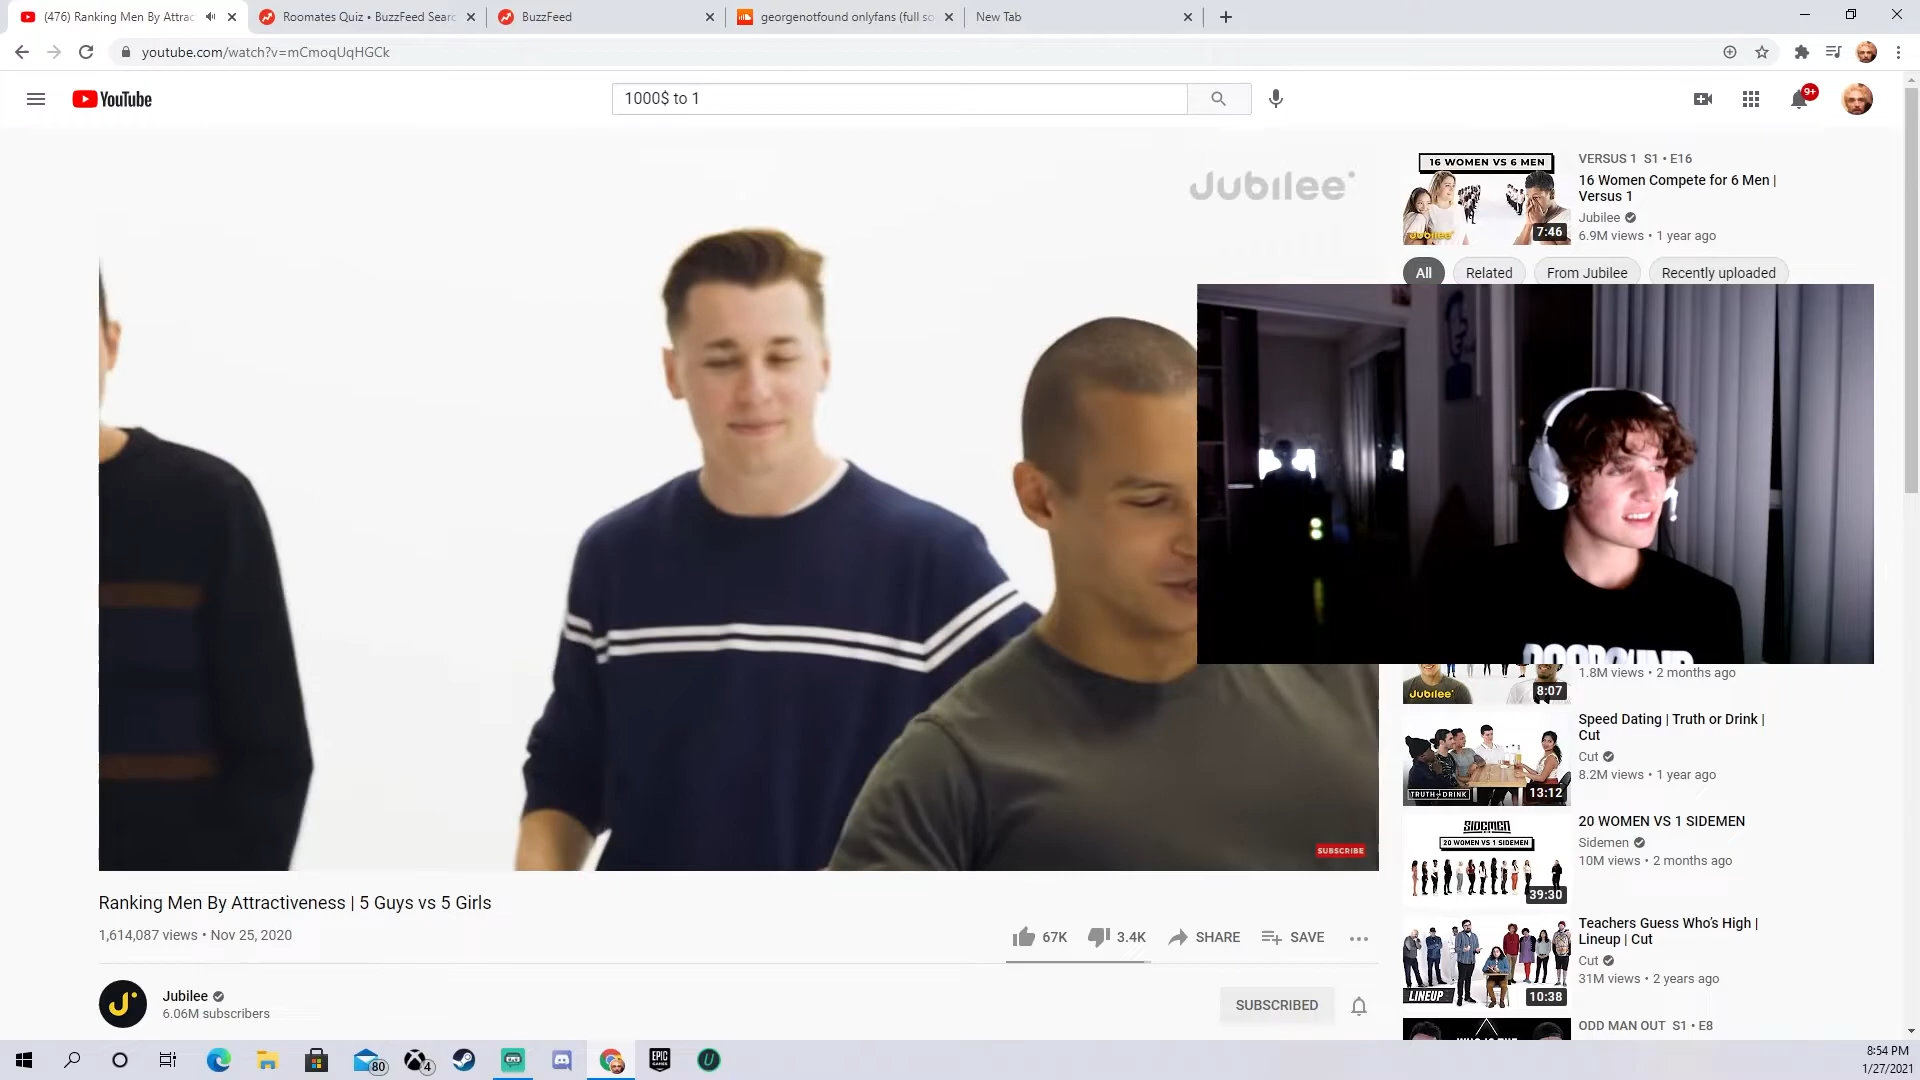 (476) Ranking Men By Attrac
Roomates Quiz • BuzzFeed Searc
BuzzFeed
georgenotfound onlyfans (full so
New Tab
youtube.com/watch?v=mCmoqUqHGCk
YouTube
1000$ to 1
9+
Jubilee
16 WOMEN VS 6 MEN
Jubilee
7:46
VERSUS 1 S1 • E16
16 Women Compete for 6 Men |
Versus 1
Jubilee
6.9M views • 1 year ago
All
Related
From Jubilee
Recently uploaded
Jubilee
8:07
1.8M views • 2 months ago
TRUTH DRINK
13:12
Speed Dating | Truth or Drink |
Cut
Cut
8.2M views • 1 year ago
SIDEMEN
20 WOMEN VS 1 SIDEMEN
39:30
20 WOMEN VS 1 SIDEMEN
Sidemen
10M views • 2 months ago
SUBSCRIBE
Ranking Men By Attractiveness | 5 Guys vs 5 Girls
1,614,087 views • Nov 25, 2020
67K
3.4K
SHARE
SAVE
LINEUP
10:38
Teachers Guess Who's High |
Lineup | Cut
Cut
31M views • 2 years ago
Jubilee
6.06M subscribers
SUBSCRIBED
ODD MAN OUT S1 • E8
80
4
EPIC
GAMES
8:54 PM
1/27/2021